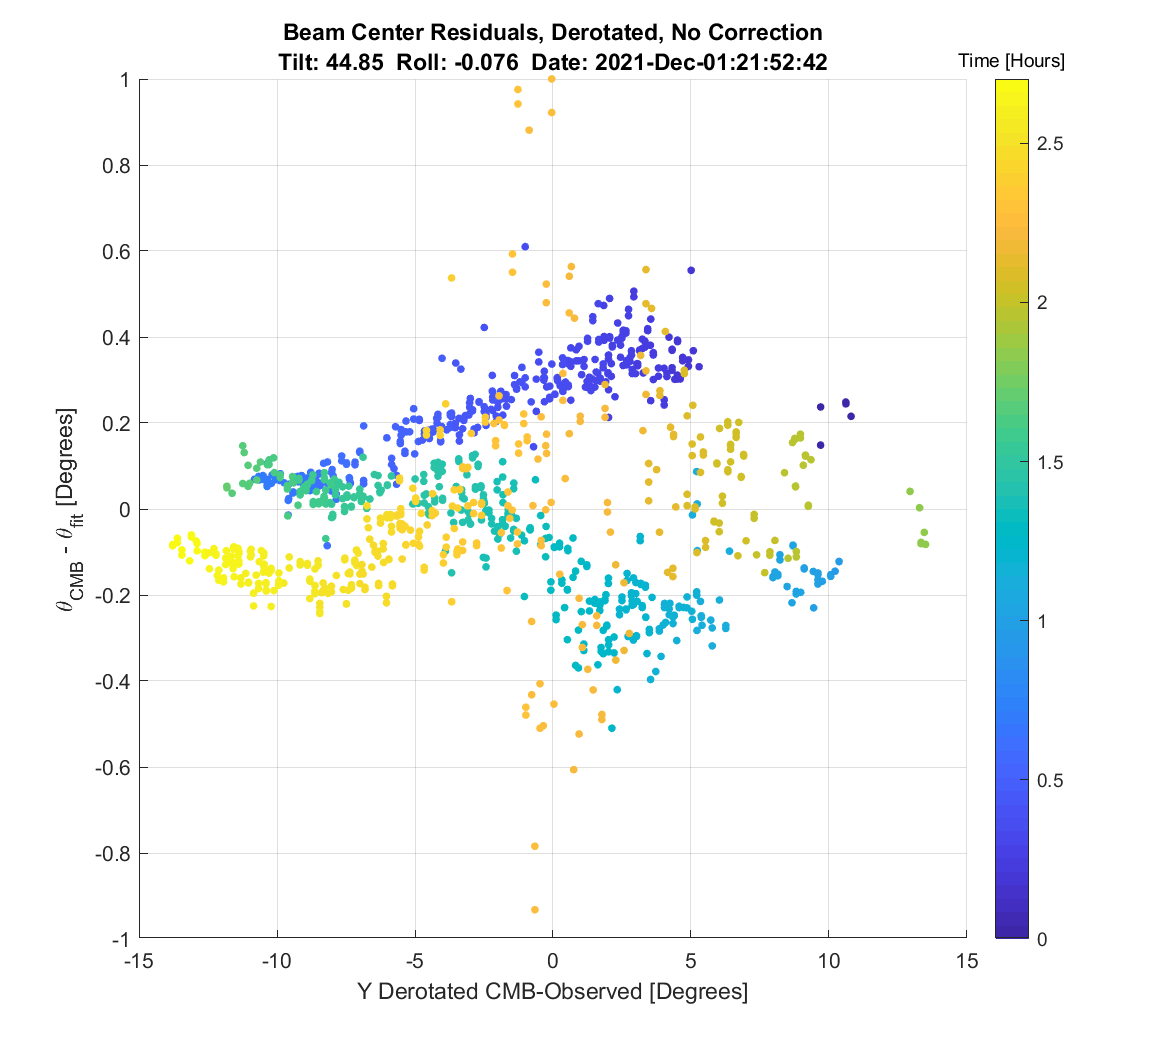 Beam Center Residuals, Derotated, No Correction
Tilt: 44.85 Roll: -0.076 Date: 2021-Dec-01:21:52:42
Time [Hours]
1
0.8
0.6
0.4
0.2
0
-0.2
-0.4
-0.6
-0.8
-1
θCMB - θfit [Degrees]
-15 -10 -5 0 5 10 15
Y Derotated CMB-Observed [Degrees]
2.5
2
1.5
1
0.5
0